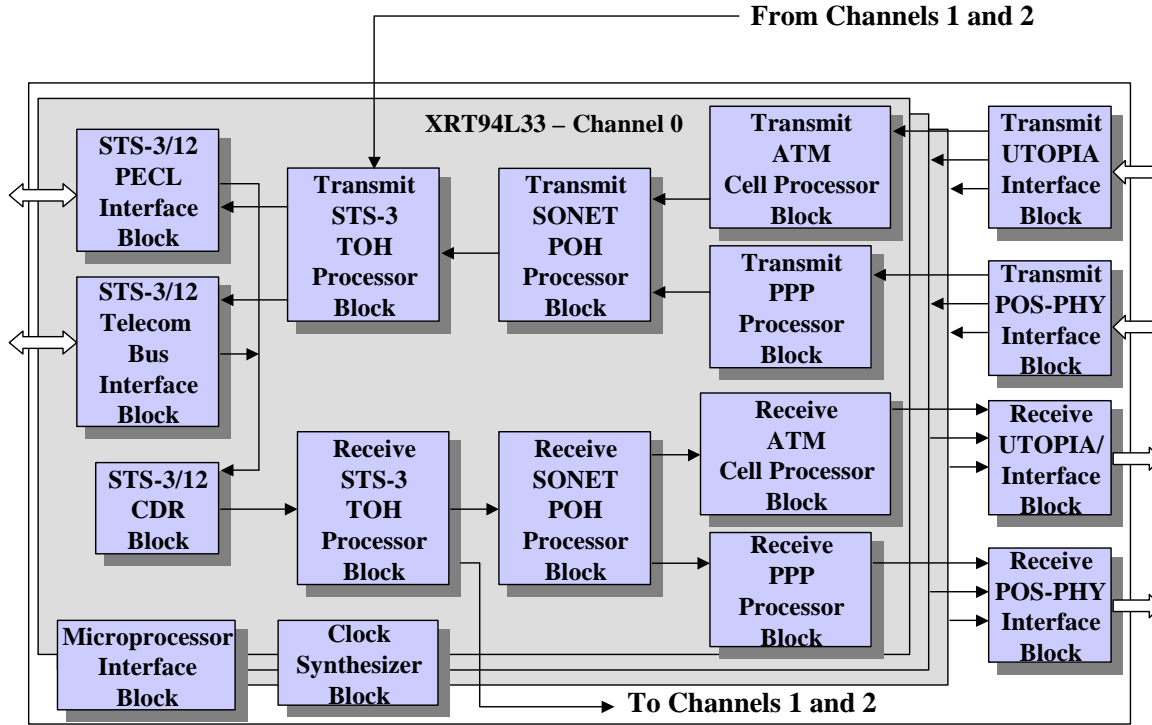 From Channels 1 and 2
XRT94L33 – Channel 0
STS-3/12
PECL
Interface
Block
Transmit
STS-3
TOH
Processor
Block
Transmit
SONET
POH
Processor
Block
Transmit
ATM
Cell Processor
Block
Transmit
UTOPIA
Interface
Block
STS-3/12
Telecom
Bus
Interface
Block
Transmit
PPP
Processor
Block
Transmit
POS-PHY
Interface
Block
STS-3/12
CDR
Block
Receive
STS-3
TOH
Processor
Block
Receive
SONET
POH
Processor
Block
Receive
ATM
Cell Processor
Block
Receive
UTOPIA/
Interface
Block
Receive
PPP
Processor
Block
Receive
POS-PHY
Interface
Block
Microprocessor
Interface
Block
Clock
Synthesizer
Block
To Channels 1 and 2